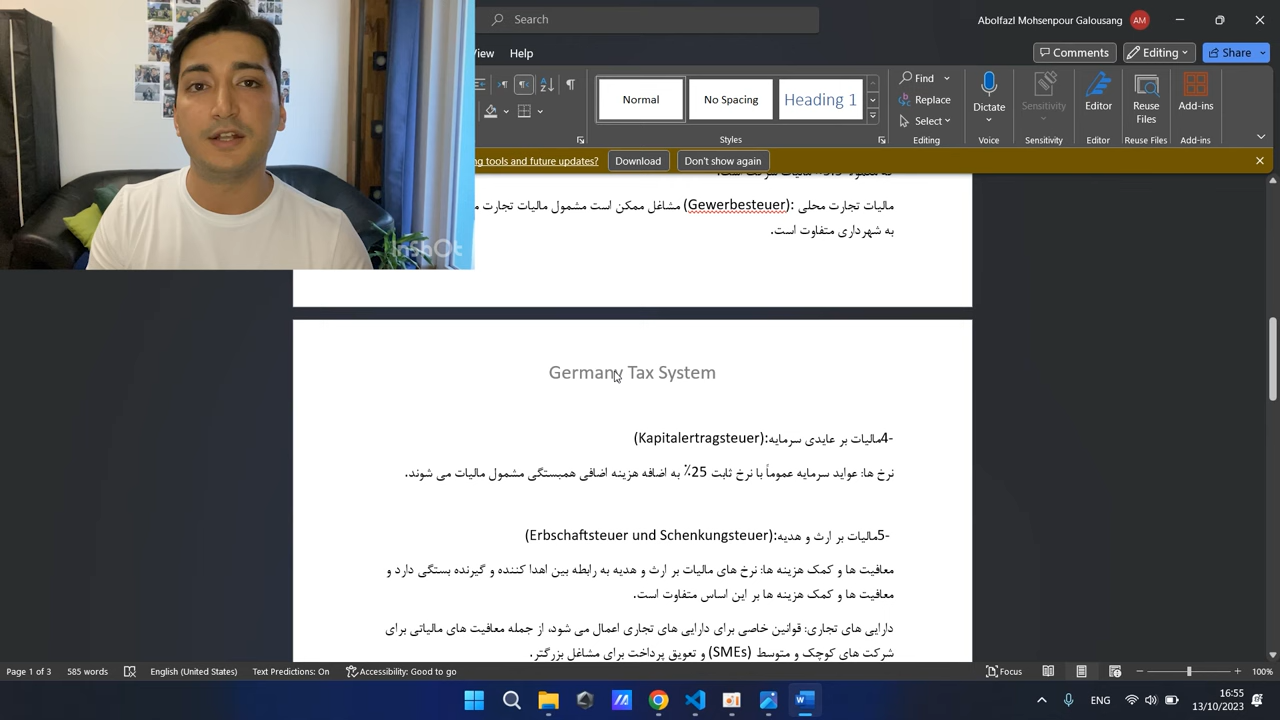 Search
Abolfazl Mohsenpour Galousang AM
View Help
Comments Editing Share
Normal No Spacing Heading 1
Find
Replace
Select
Dictate Sensitivity Editor Reuse Files Add-ins
Styles Editing Voice Sensitivity Reuse Files Add-ins
tools and future updates? Download Don't show again
مالیات تجارت محلی :(Gewerbesteuer) مشاغل ممکن است مشمول مالیات تجارت
به شهرداری متفاوت است.
InShOt
Germany Tax System
-4مالیات بر عایدی سرمایه:(Kapitalertragsteuer)
نرخ ها: عواید سرمایه عموماً با نرخ ثابت 25٪ به اضافه هزینه اضافی همبستگی مشمول مالیات می شوند.
-5مالیات بر ارث و هدیه:(Erbschaftsteuer und Schenkungsteuer)
معافیت ها و کمک هزینه ها: نرخ های مالیات بر ارث و هدیه به رابطه بین اهدا کننده و گیرنده بستگی دارد و
معافیت ها و کمک هزینه ها بر این اساس متفاوت است.
دارایی های تجاری: قوانین خاصی برای دارایی های تجاری اعمال می شود، از جمله معافیت های مالیاتی برای
شرکت های کوچک و متوسط (SMEs) و تعویق پرداخت برای مشاغل بزرگتر.
Page 1 of 3 585 words English (United States) Text Predictions: On Accessibility: Good to go Focus 100%
ENG 16:55
13/10/2023